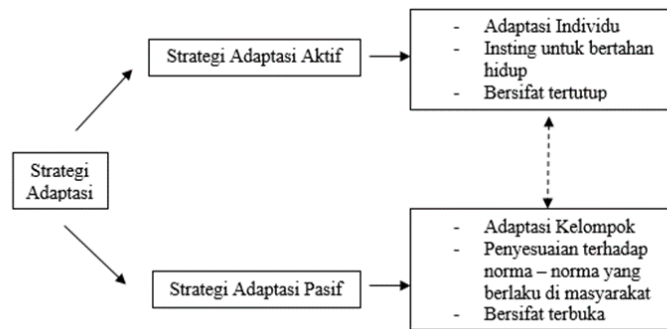 - Adaptasi Individu
- Insting untuk bertahan
hidup
- Bersifat tertutup
Strategi Adaptasi Aktif
Strategi
Adaptasi
- Adaptasi Kelompok
- Penyesuaian terhadap
norma – norma yang
berlaku di masyarakat
- Bersifat terbuka
Strategi Adaptasi Pasif